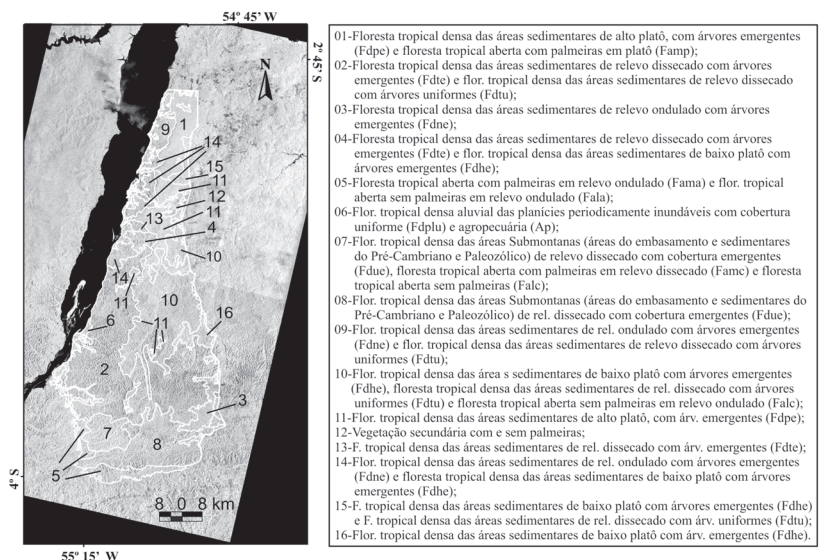 54º 45' W
2º 45' S
N
9
1
14
15
11
12
11
13
4
10
14
11
10
16
11
6
2
3
7
8
5
4º S
8 0 8 km
55º 15' W
01-Floresta tropical densa das áreas sedimentares de alto platô, com árvores emergentes
(Fdpe) e floresta tropical aberta com palmeiras em platô (Famp);
02-Floresta tropical densa das áreas sedimentares de relevo dissecado com árvores
emergentes (Fdte) e flor. tropical densa das áreas sedimentares de relevo dissecado
com árvores uniformes (Fdtu);
03-Floresta tropical densa das áreas sedimentares de relevo ondulado com árvores
emergentes (Fdne);
04-Floresta tropical densa das áreas sedimentares de relevo dissecado com árvores
emergentes (Fdte) e flor. tropical densa das áreas sedimentares de baixo platô com
árvores emergentes (Fdhe);
05-Floresta tropical aberta com palmeiras em relevo ondulado (Fama) e flor. tropical
aberta sem palmeiras em relevo ondulado (Fala);
06-Flor. tropical densa aluvial das planícies periodicamente inundáveis com cobertura
uniforme (Fdplu) e agropecuária (Ap);
07-Flor. tropical densa das áreas Submontanas (áreas do embasamento e sedimentares
do Pré-Cambriano e Paleozólico) de relevo dissecado com cobertura emergentes
(Fdue), floresta tropical aberta com palmeiras em relevo dissecado (Famc) e floresta
tropical aberta sem palmeiras (Falc);
08-Flor. tropical densa das áreas Submontanas (áreas do embasamento e sedimentares do
Pré-Cambriano e Paleozólico) de rel. dissecado com cobertura emergentes (Fdue);
09-Flor. tropical densa das áreas sedimentares de rel. ondulado com árvores emergentes
(Fdne) e flor. tropical densa das áreas sedimentares de relevo dissecado com árvores
uniformes (Fdtu);
10-Flor. tropical densa das área s sedimentares de baixo platô com árvores emergentes
(Fdhe), floresta tropical densa das áreas sedimentares de rel. dissecado com árvores
uniformes (Fdtu) e floresta tropical aberta sem palmeiras em relevo ondulado (Falc);
11-Flor. tropical densa das áreas sedimentares de alto platô, com árv. emergentes (Fdpe);
12-Vegetação secundária com e sem palmeiras;
13-F. tropical densa das áreas sedimentares de rel. dissecado com árv. emergentes (Fdte);
14-Flor. tropical densa das áreas sedimentares de rel. ondulado com árvores emergentes
(Fdne) e floresta tropical densa das áreas sedimentares de baixo platô com árvores
emergentes (Fdhe);
15-F. tropical densa das áreas sedimentares de baixo platô com árvores emergentes (Fdhe)
e F. tropical densa das áreas sedimentares de rel. dissecado com árv. uniformes (Fdtu);
16-Flor. tropical densa das áreas sedimentares de baixo platô com árv. emergentes (Fdhe).